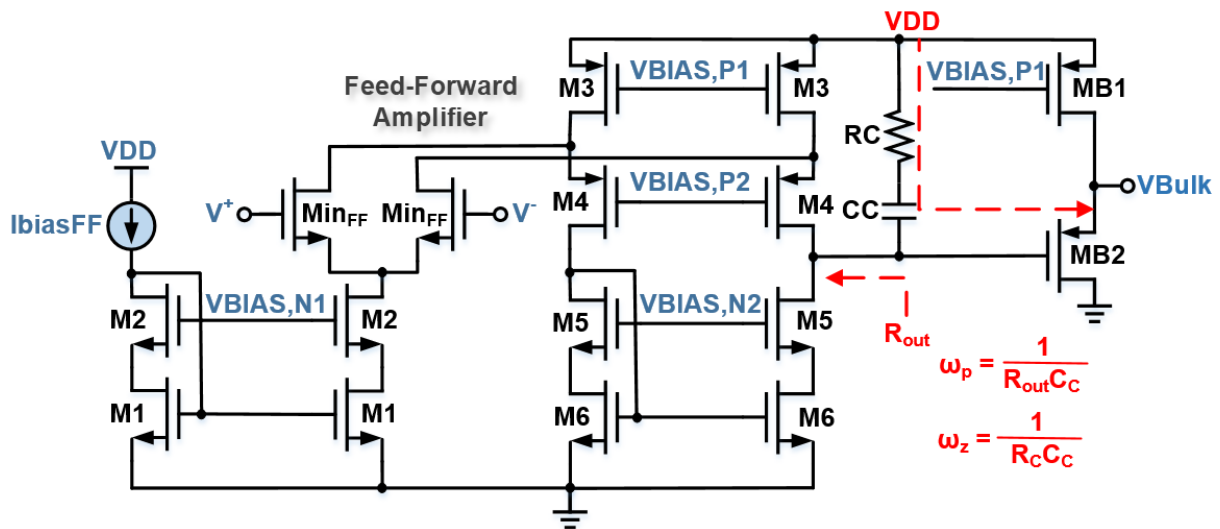 VDD
VBIAS,P1
VBIAS,P1
M3
M3
MB1
Feed-Forward
Amplifier
RC
VDD
VBIAS,P2
M4
M4
VBulk
V+
MinFF
MinFF
V-
CC
IbiasFF
MB2
VBIAS,N1
VBIAS,N2
M2
M2
M5
M5
Rout
ωp = 1 / RoutCC
M1
M1
M6
M6
ωz = 1 / RCCC